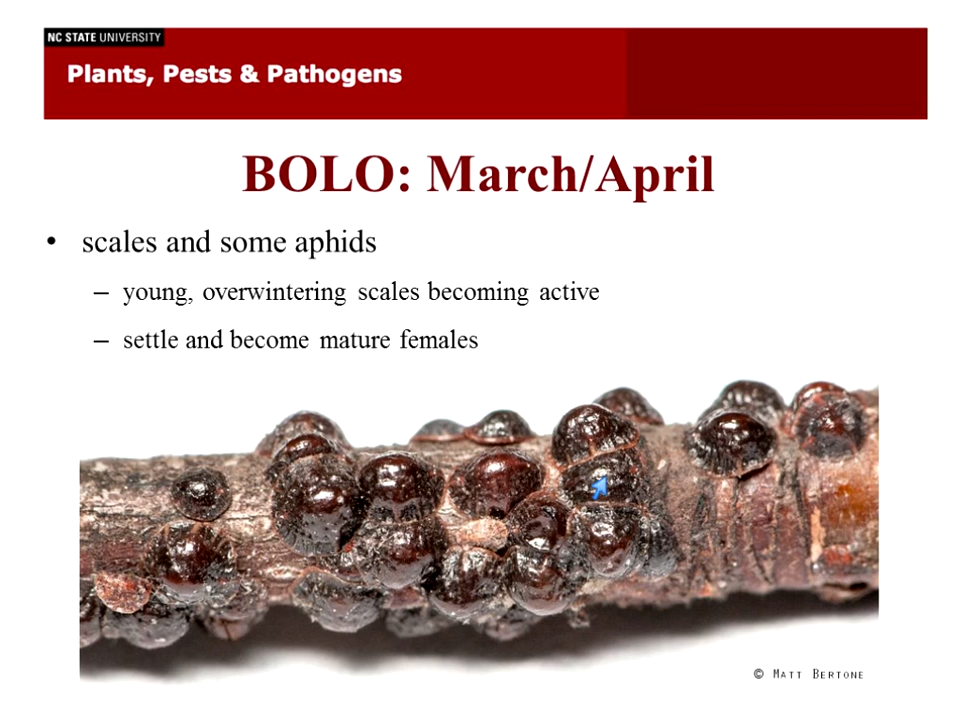 NC STATE UNIVERSITY
Plants, Pests & Pathogens
BOLO: March/April
• scales and some aphids
– young, overwintering scales becoming active
– settle and become mature females
© Matt Bertone